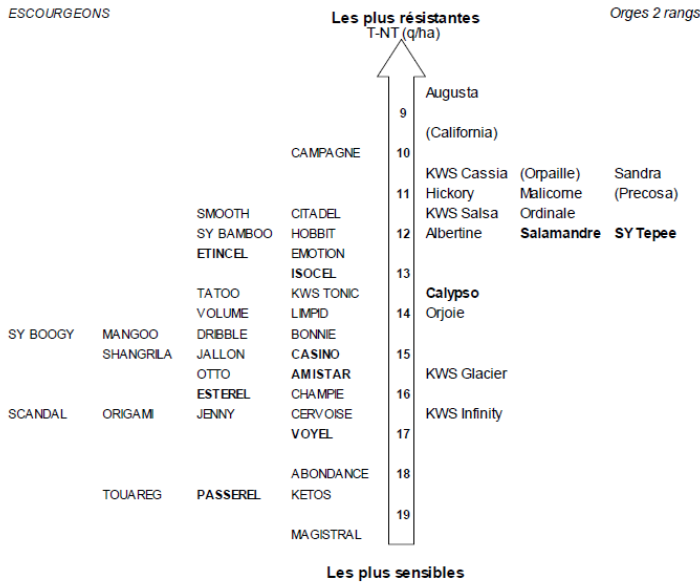 ESCOURGEONS Les plus résistantes Orges 2 rangs
T-NT (q/ha)
Augusta
9
(California)
CAMPAGNE 10
KWS Cassia (Orpaille) Sandra
11 Hickory Malicorne (Precosa)
SMOOTH CITADEL KWS Salsa Ordinale
SY BAMBOO HOBBIT 12 Albertine Salamandre SY Tepee
ETINCEL EMOTION
ISOCEL 13
TATOO KWS TONIC Calypso
VOLUME LIMPID 14 Orjoie
SY BOOGY MANGOO DRIBBLE BONNIE
SHANGRILA JALLON CASINO 15
OTTO AMISTAR KWS Glacier
ESTEREL CHAMPIE 16
SCANDAL ORIGAMI JENNY CERVOISE KWS Infinity
VOYEL 17
ABONDANCE 18
TOUAREG PASSEREL KETOS
19
MAGISTRAL
Les plus sensibles